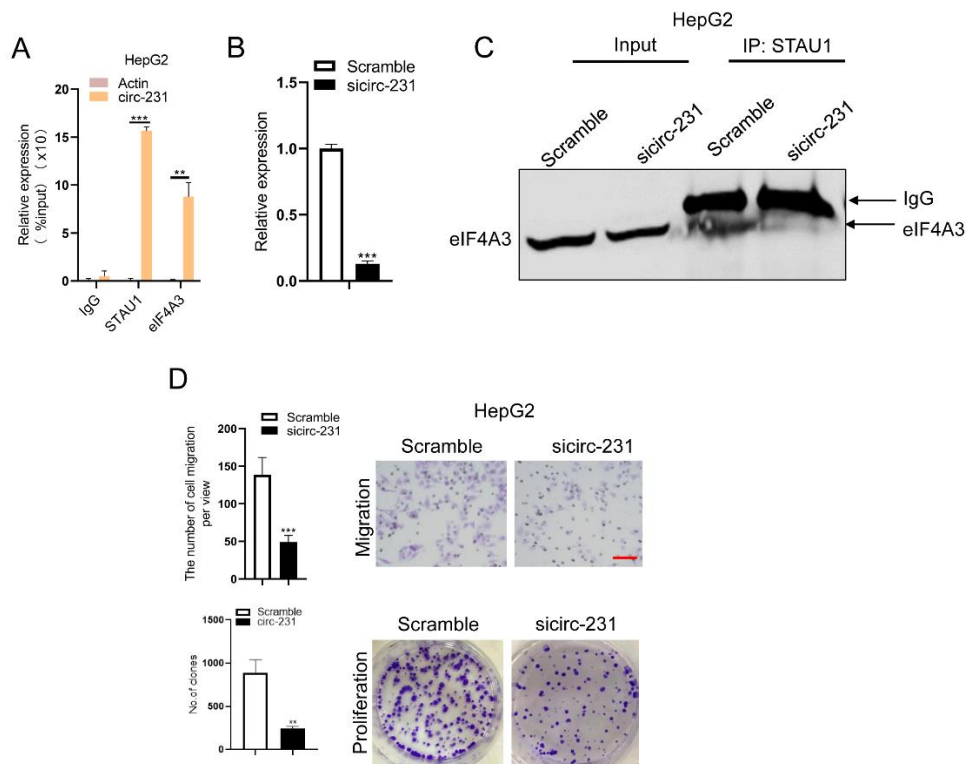 A
HepG2
Actin
circ-231
Relative expression
( %input) ( x10)
20
15
10
5
0
***
**
IgG
STAU1
eIF4A3
B
Scramble
sicirc-231
Relative expression
1.5
1.0
0.5
0.0
***
C
HepG2
Input
IP: STAU1
Scramble
sicirc-231
Scramble
sicirc-231
eIF4A3
IgG
eIF4A3
D
Scramble
sicirc-231
The number of cell migration
per view
200
150
100
50
0
***
HepG2
Scramble
sicirc-231
Migration
Scramble
circ-231
No.of clones
1500
1000
500
0
**
Scramble
sicirc-231
Proliferation